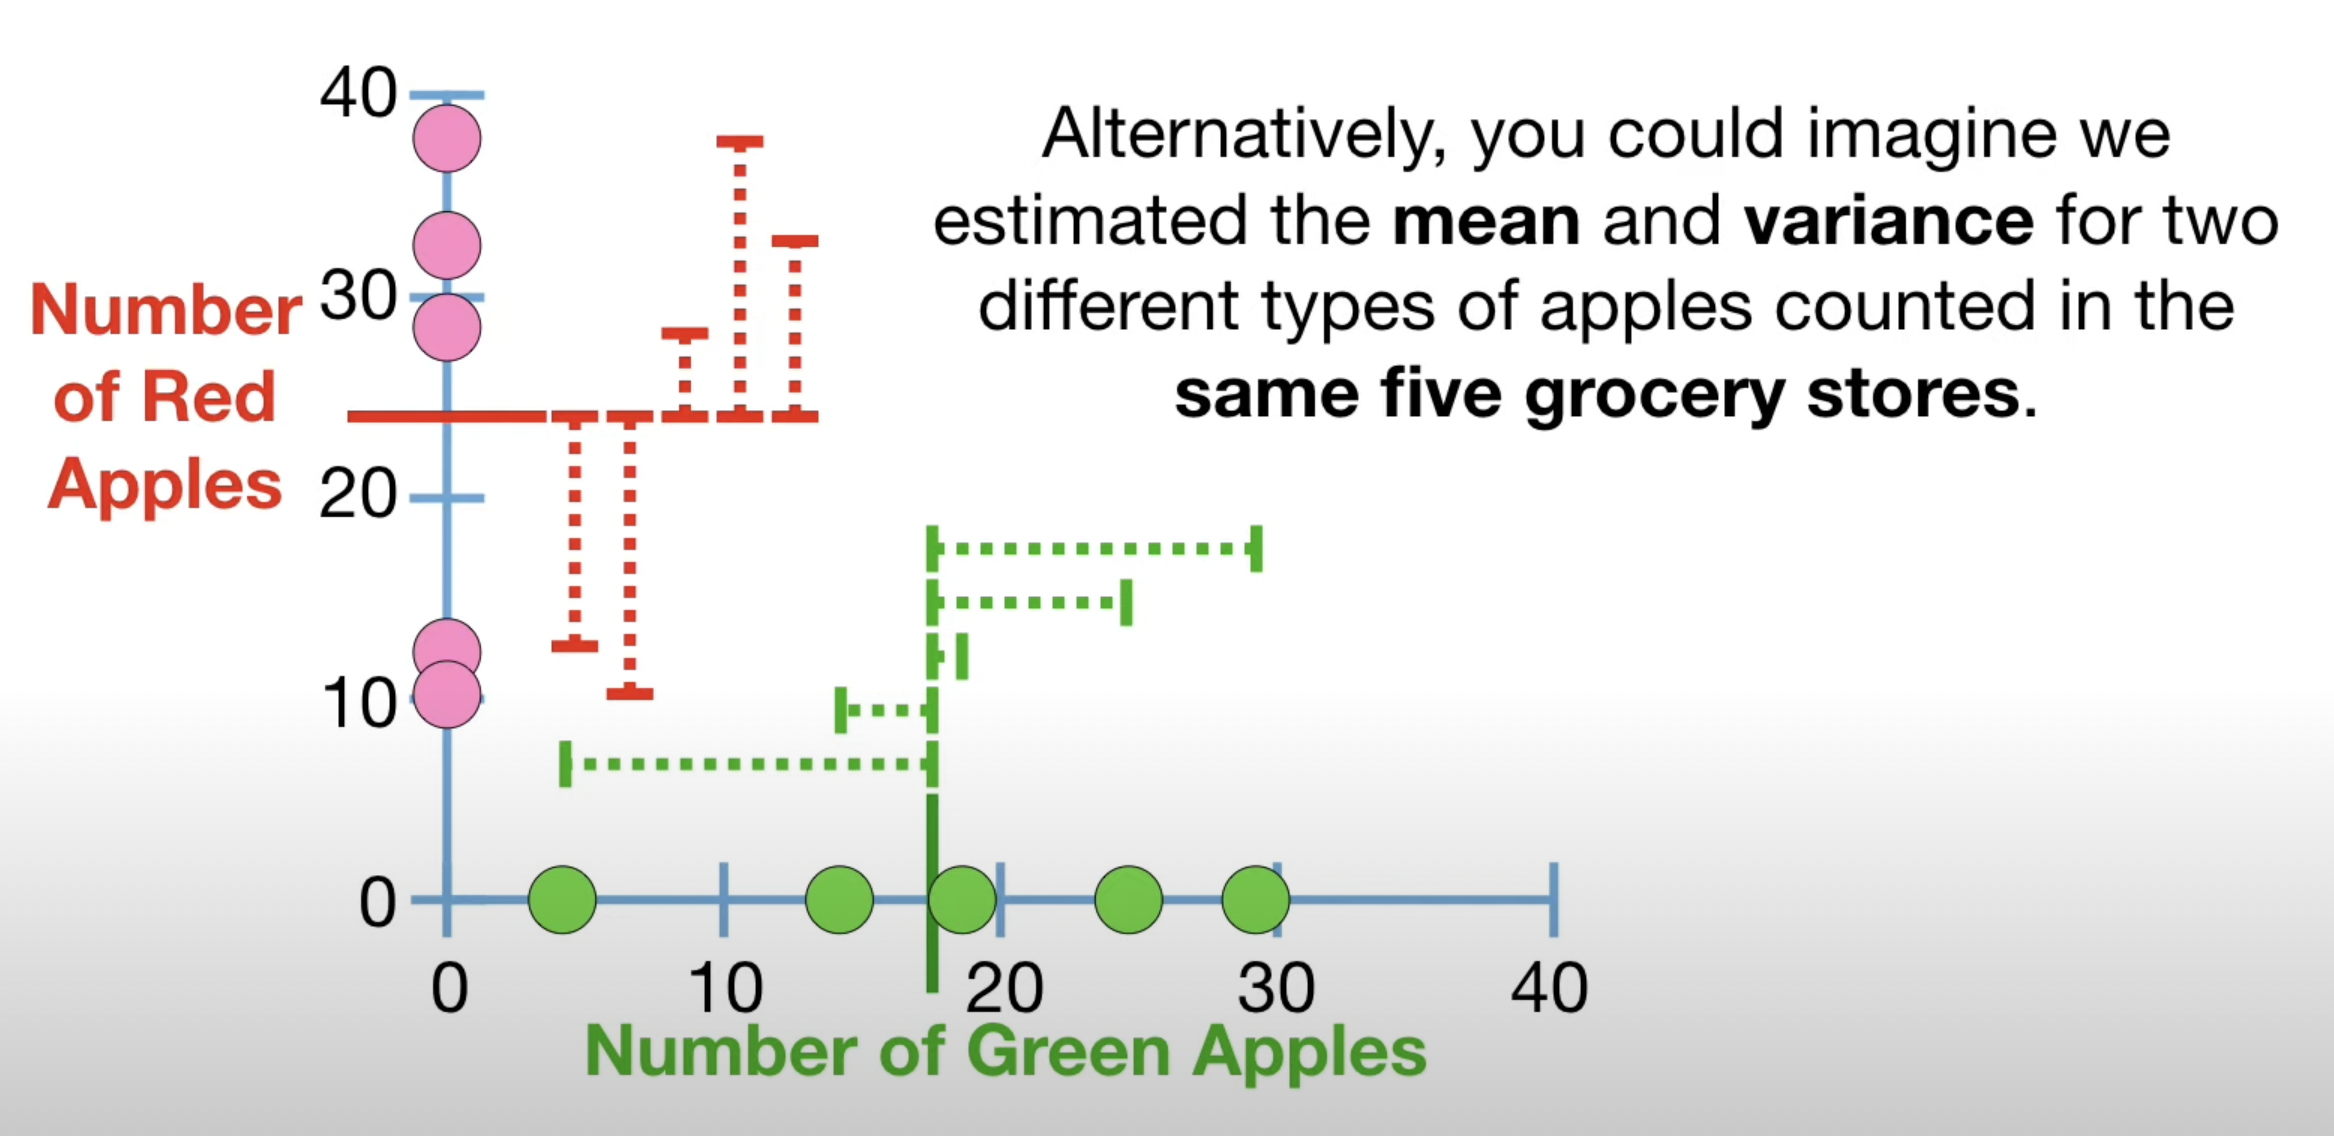 Alternatively, you could imagine we
estimated the mean and variance for two
different types of apples counted in the
same five grocery stores.
Number
of Red
Apples
40
30
20
10
0
0 10 20 30 40
Number of Green Apples